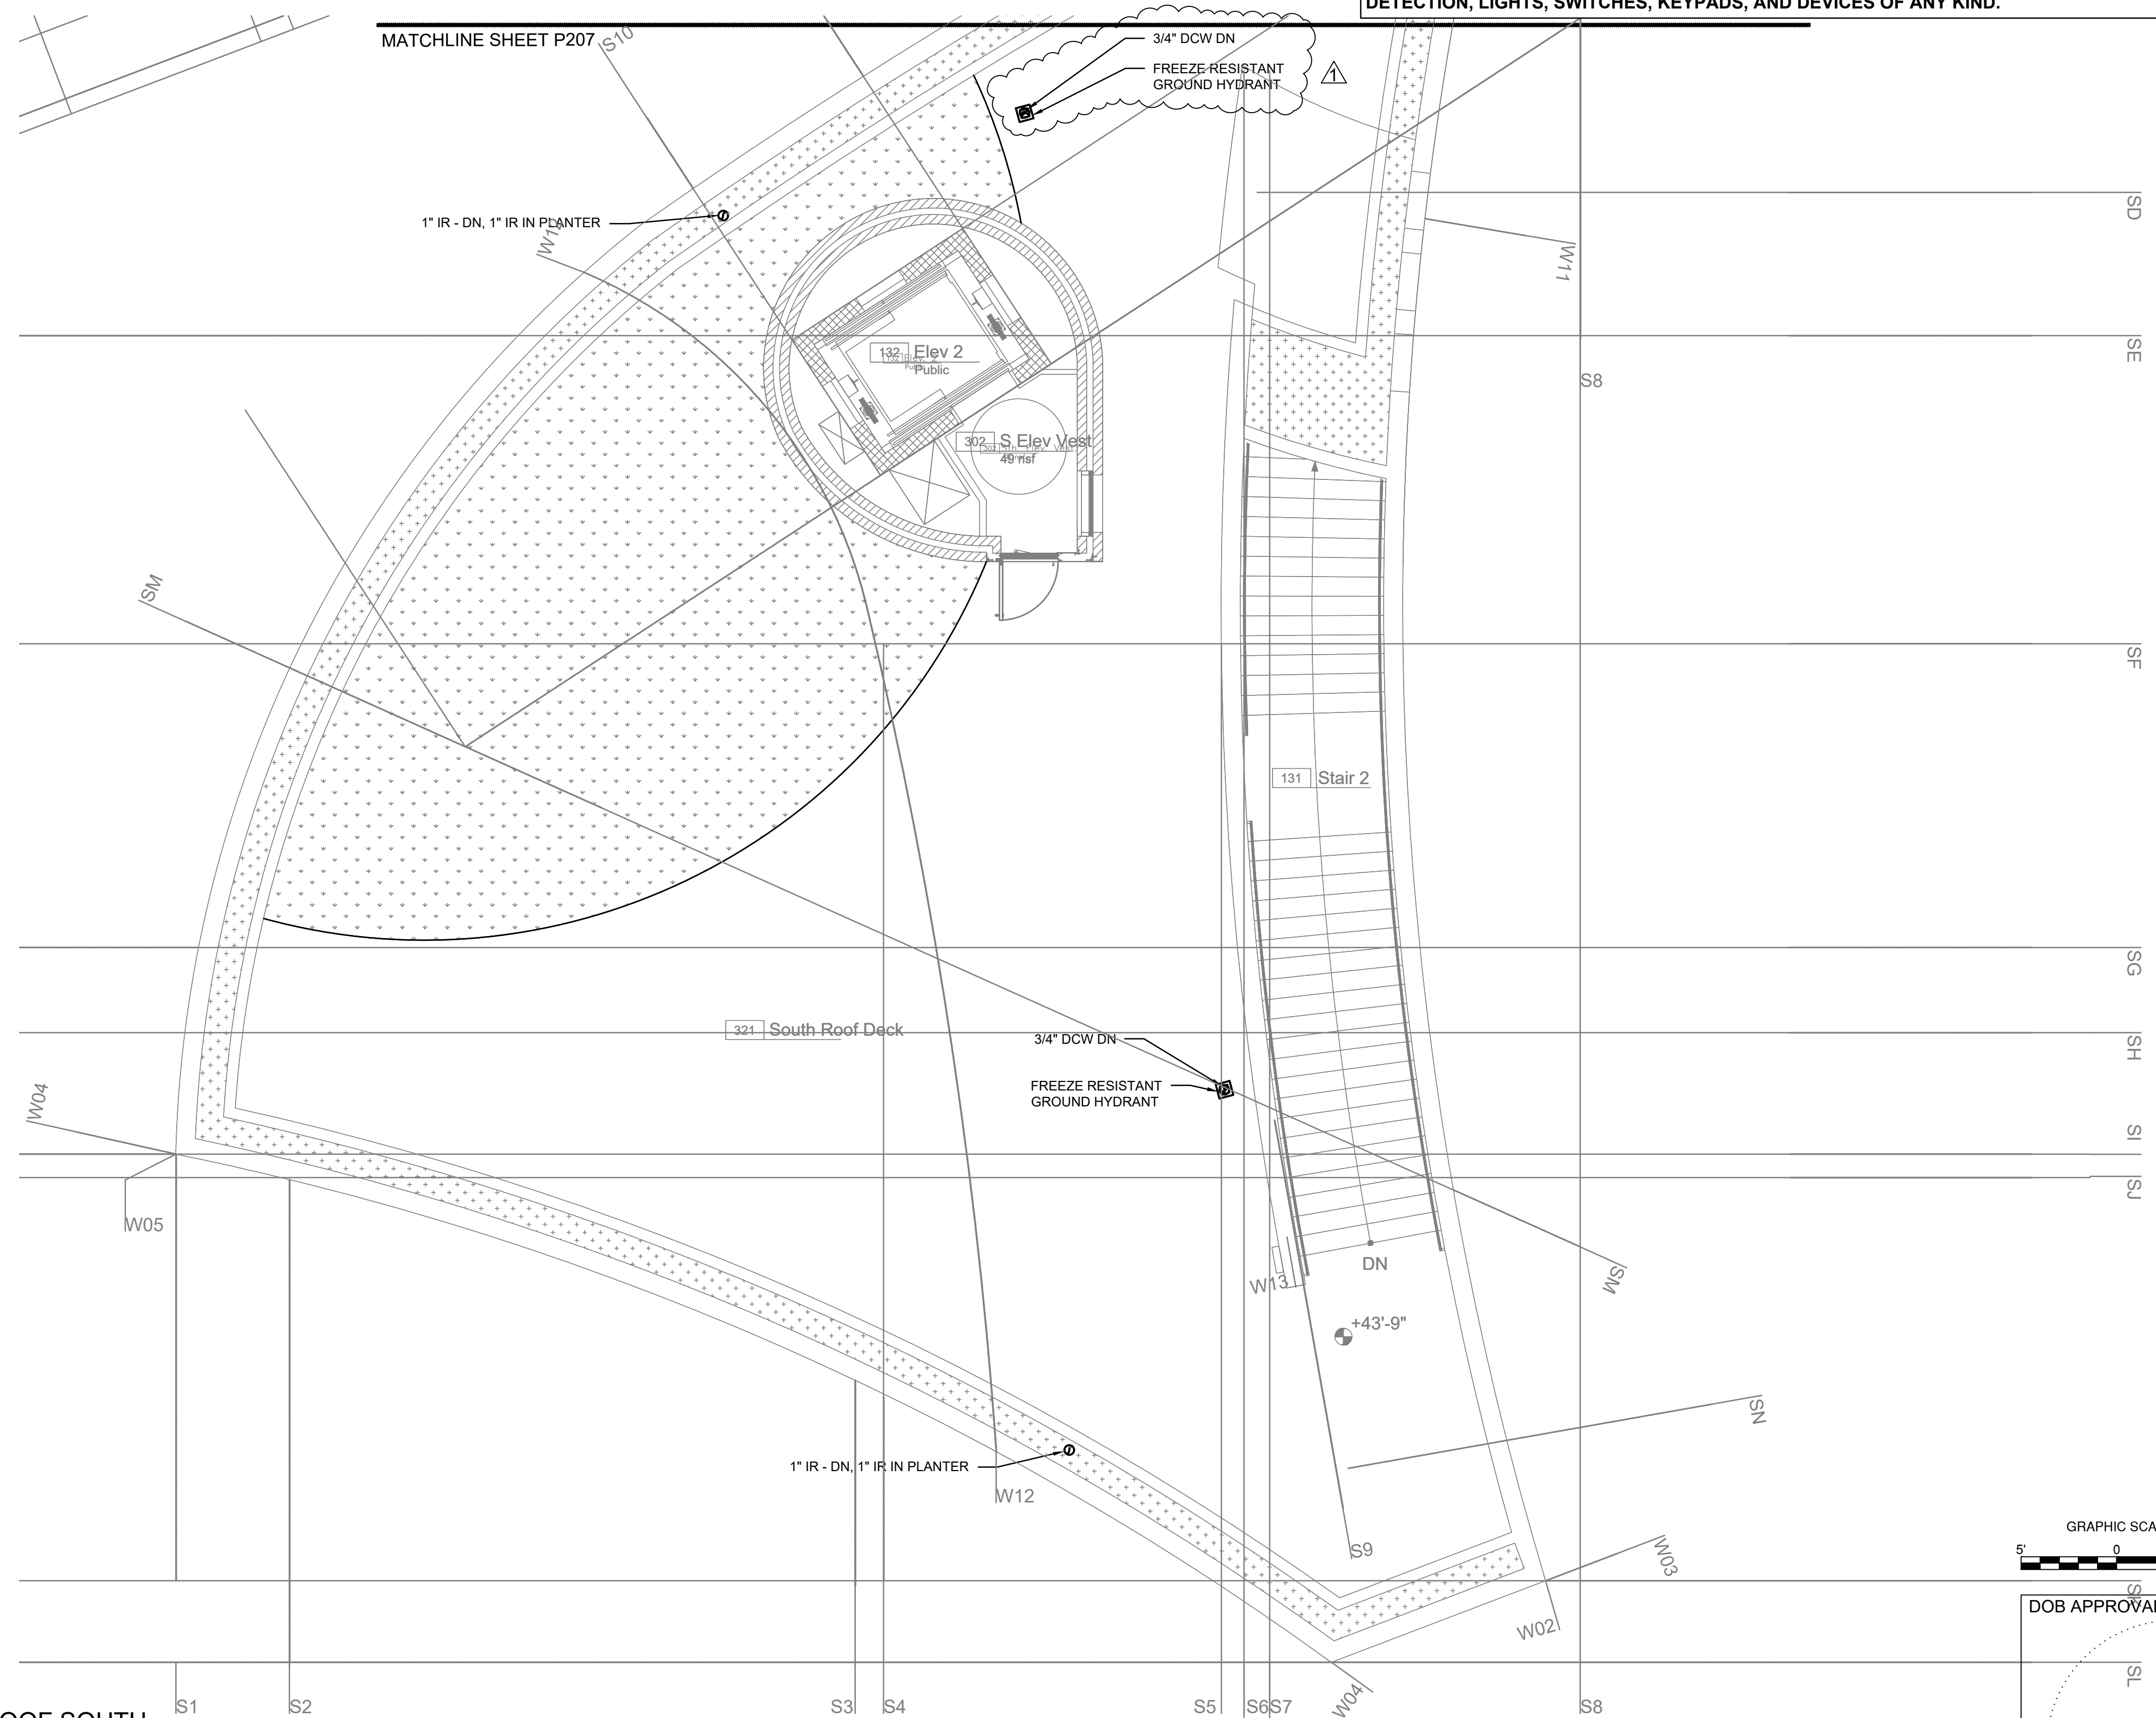 DETECTION, LIGHTS, SWITCHES, KEYPADS, AND DEVICES OF ANY KIND.
MATCHLINE SHEET P207
S10
3/4" DCW DN
FREEZE RESISTANT
GROUND HYDRANT
1
1" IR - DN, 1" IR IN PLANTER
W12
W11
SD
SE
132 Elev 2
Public
S8
302 S Elev Vest
49 nsf
SM
SF
131 Stair 2
SG
321 South Roof Deck
3/4" DCW DN
FREEZE RESISTANT
GROUND HYDRANT
SH
W04
SI
SJ
W05
DN
W13
SM
+43'-9"
SN
1" IR - DN, 1" IR IN PLANTER
W12
S9
W03
GRAPHIC SCA
5' 0
DOB APPROVAL
W02
SL
W04
S1
S2
S3
S4
S5
S6
S7
S8
OOF SOUTH